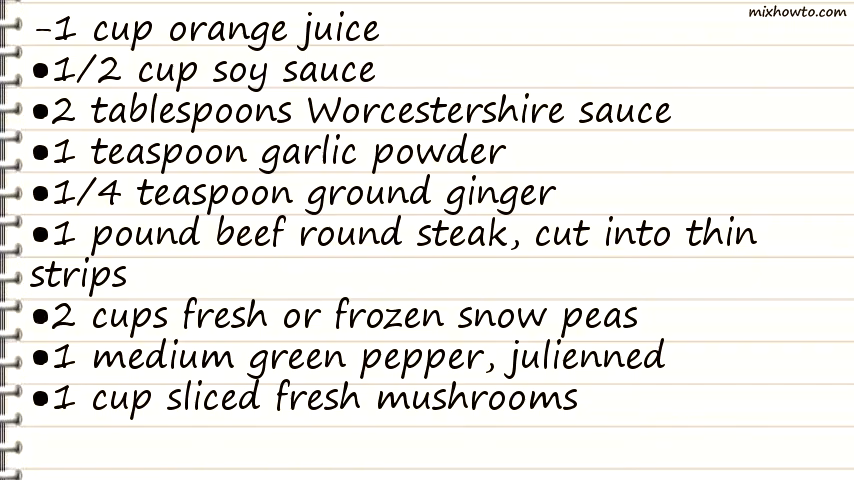 mixhowto.com
-1 cup orange juice
•1/2 cup soy sauce
•2 tablespoons Worcestershire sauce
•1 teaspoon garlic powder
•1/4 teaspoon ground ginger
•1 pound beef round steak, cut into thin
strips
•2 cups fresh or frozen snow peas
•1 medium green pepper, julienned
•1 cup sliced fresh mushrooms